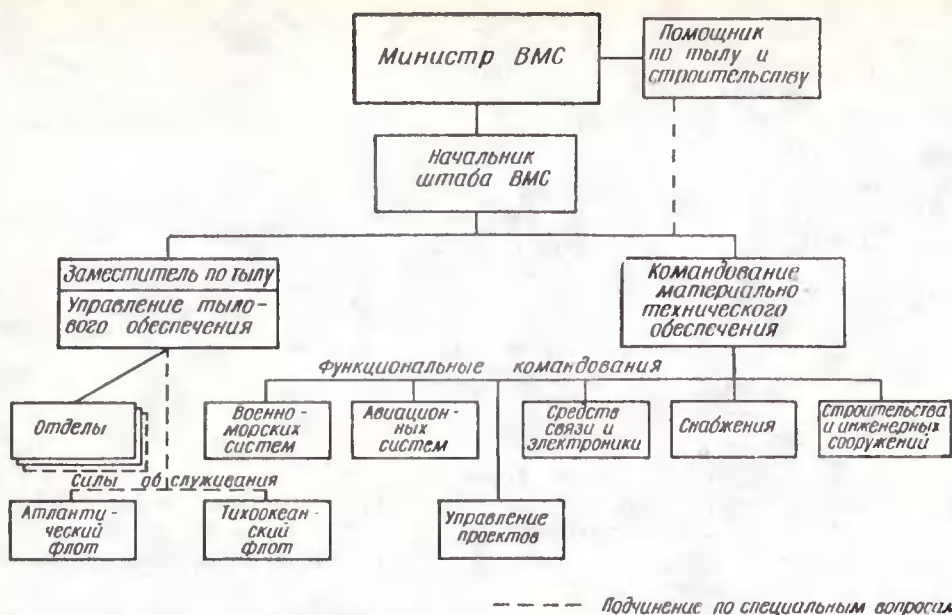 Министр ВМС
Помощник
по тылу и
строительству
Начальник
штаба ВМС
Заместитель по тылу
Управление тыло-
вого обеспечения
Командование
материально-
технического
обеспечения
Функциональные командования
Отделы
Военно-
морских
систем
Авиацион-
ных
систем
Средств
связи и
электроники
Снабжения
Строительства
и инженерных
сооружений
Силы обслуживания
Атланти-
ческий
флот
Тихоокеан-
ский
флот
Управление
проектов
Подчинение по специальным вопросам